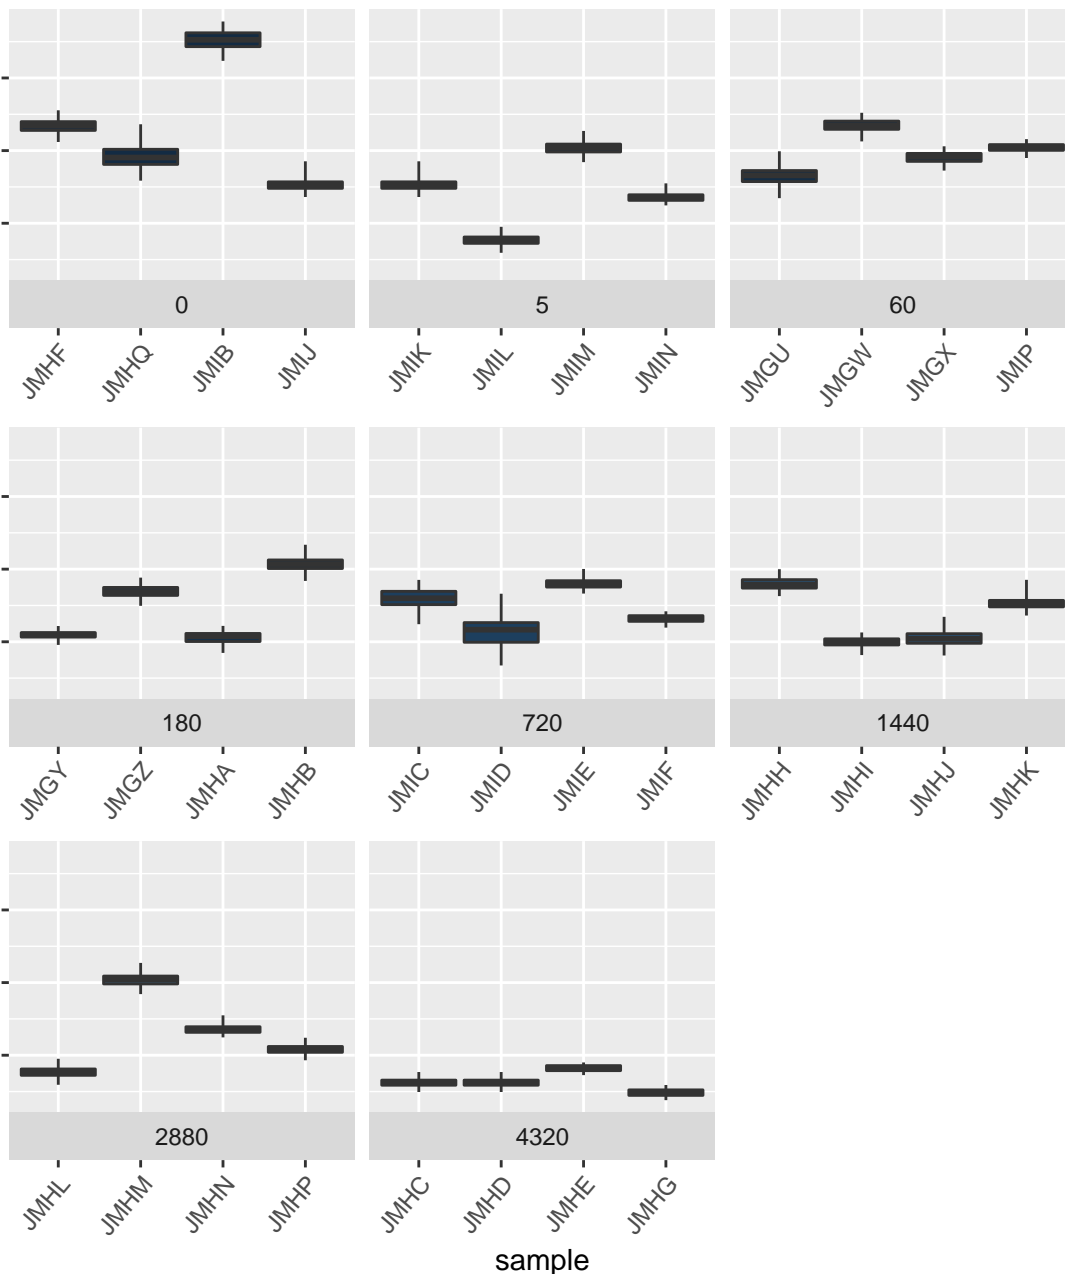 0 5 60
JMHF JMHQ JMIB JMIJ JMIK JMIL JMIM JMIN JMGU JMGW JMGX JMIP
180 720 1440
JMGY JMGZ JMHA JMHB JMIC JMID JMIE JMIF JMHH JMHI JMHJ JMHK
2880 4320
JMHL JMHM JMHN JMHP JMHC JMHD JMHE JMHG
sample